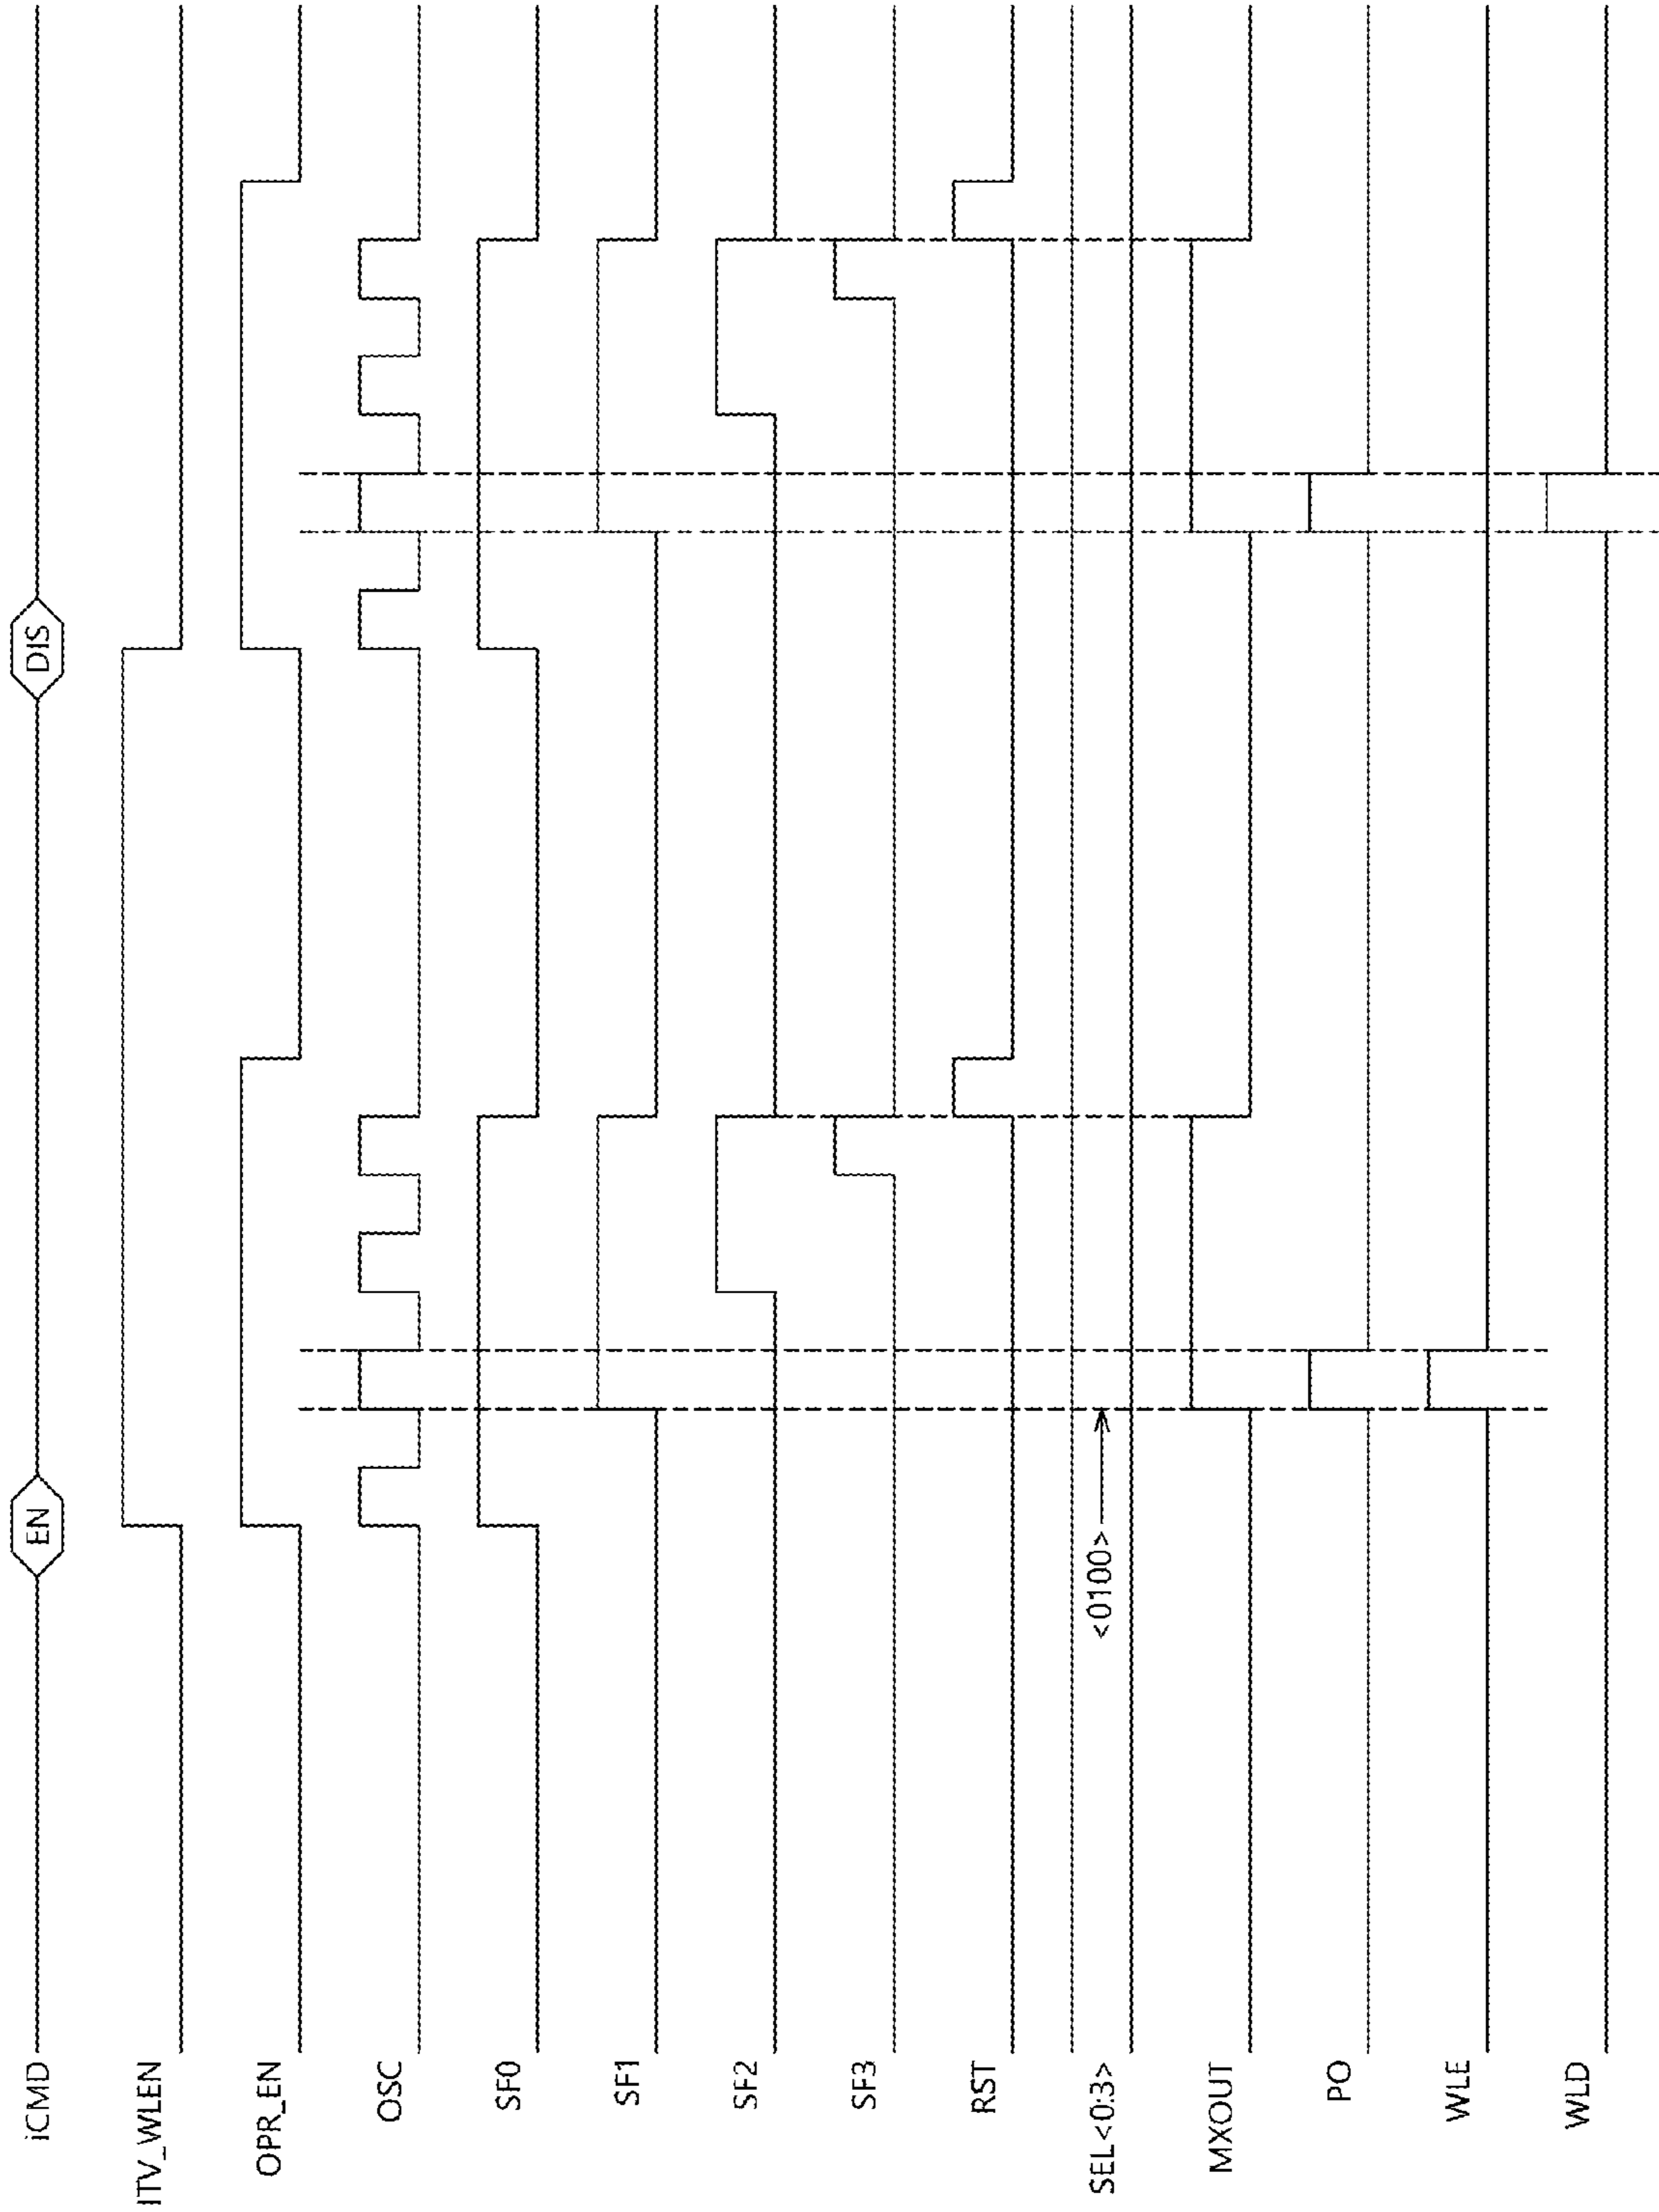 iCMD
EN
DIS
ITV_WLEN
OPR_EN
OSC
SF0
SF1
SF2
SF3
RST
SEL<0:3>
<0100>
MXOUT
PO
WLE
WLD